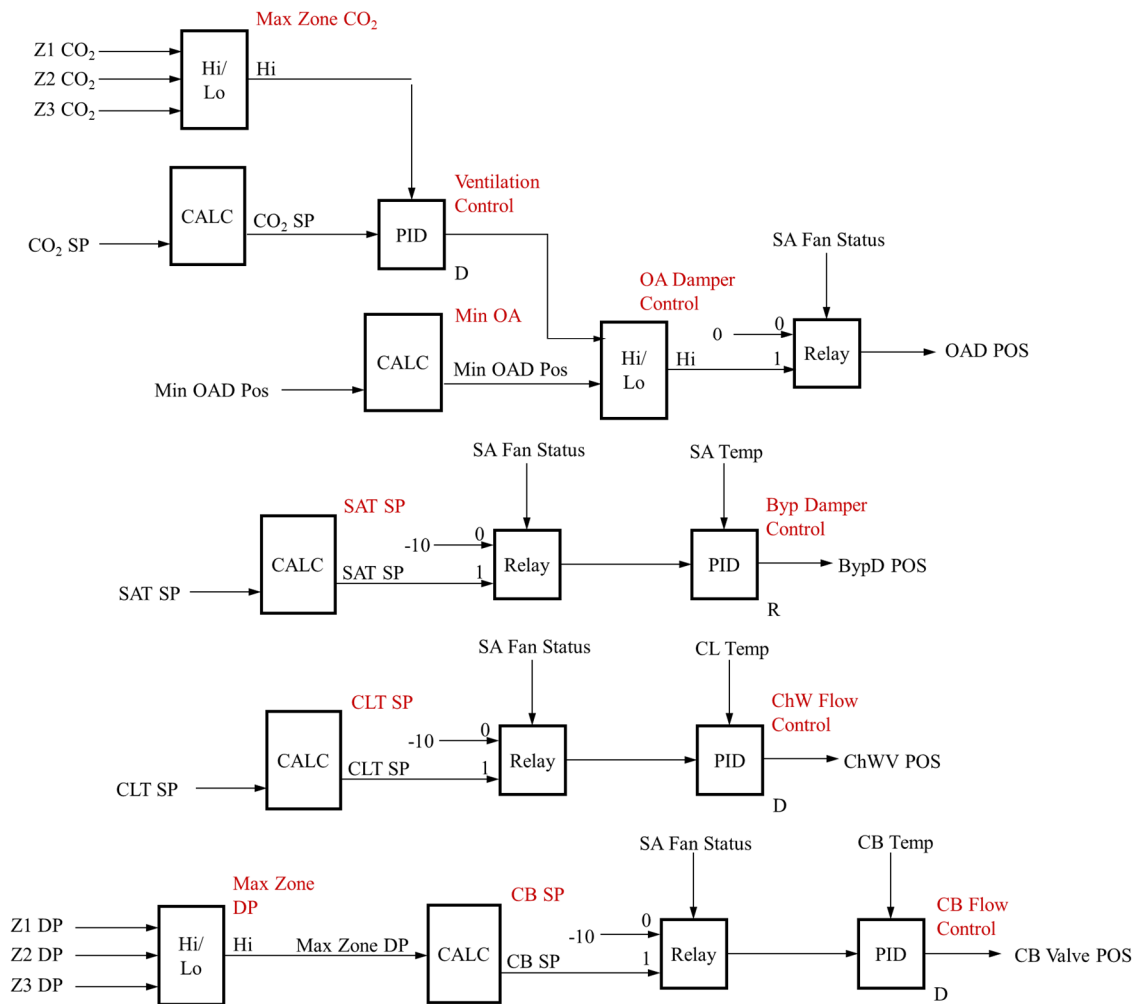 Max Zone CO₂
Z1 CO₂
Z2 CO₂
Z3 CO₂
Hi/
Lo
Hi
CO₂ SP
CALC
CO₂ SP
Ventilation
Control
PID
D
Min OAD Pos
Min OA
CALC
Min OAD Pos
OA Damper
Control
Hi/
Lo
Hi
SA Fan Status
0
0
1
Relay
OAD POS
SAT SP
SAT SP
CALC
SAT SP
SA Fan Status
-10
0
1
Relay
SA Temp
Byp Damper
Control
PID
R
BypD POS
CLT SP
CLT SP
CALC
CLT SP
SA Fan Status
-10
0
1
Relay
CL Temp
ChW Flow
Control
PID
D
ChWV POS
Max Zone
DP
Z1 DP
Z2 DP
Z3 DP
Hi/
Lo
Hi
Max Zone DP
CB SP
CALC
CB SP
SA Fan Status
-10
0
1
Relay
CB Temp
CB Flow
Control
PID
D
CB Valve POS